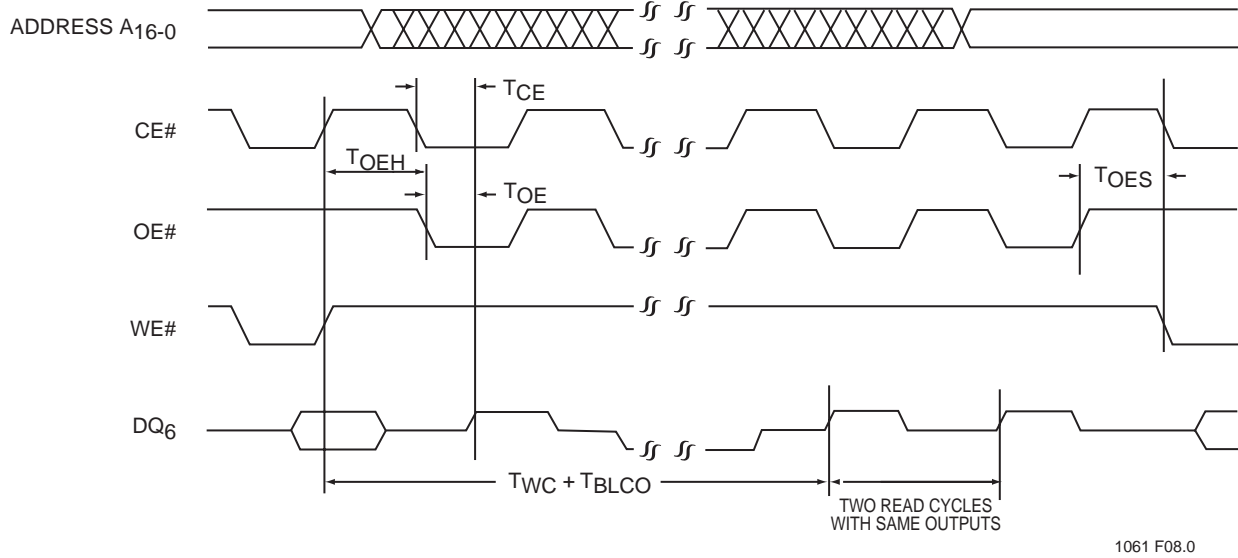 ADDRESS A16-0
TCE
CE#
TOEH
TOE
TOES
OE#
WE#
DQ6
TWC + TBLCO
TWO READ CYCLES
WITH SAME OUTPUTS
1061 F08.0